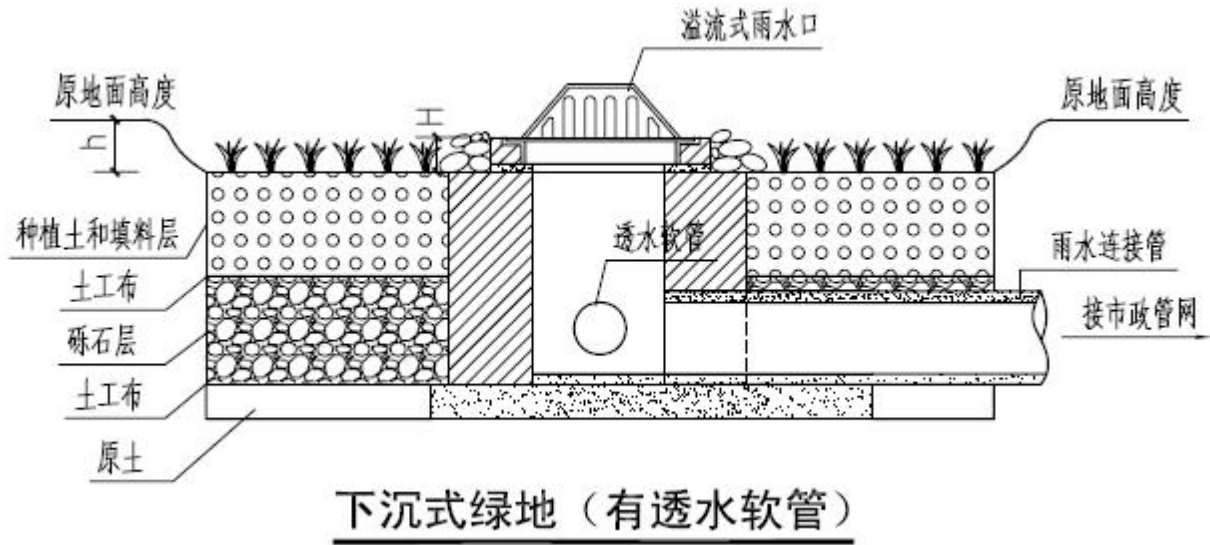 溢流式雨水口
原地面高度
原地面高度
H
h
种植土和填料层
透水软管
雨水连接管
土工布
接市政管网
砾石层
土工布
原土
下沉式绿地（有透水软管）